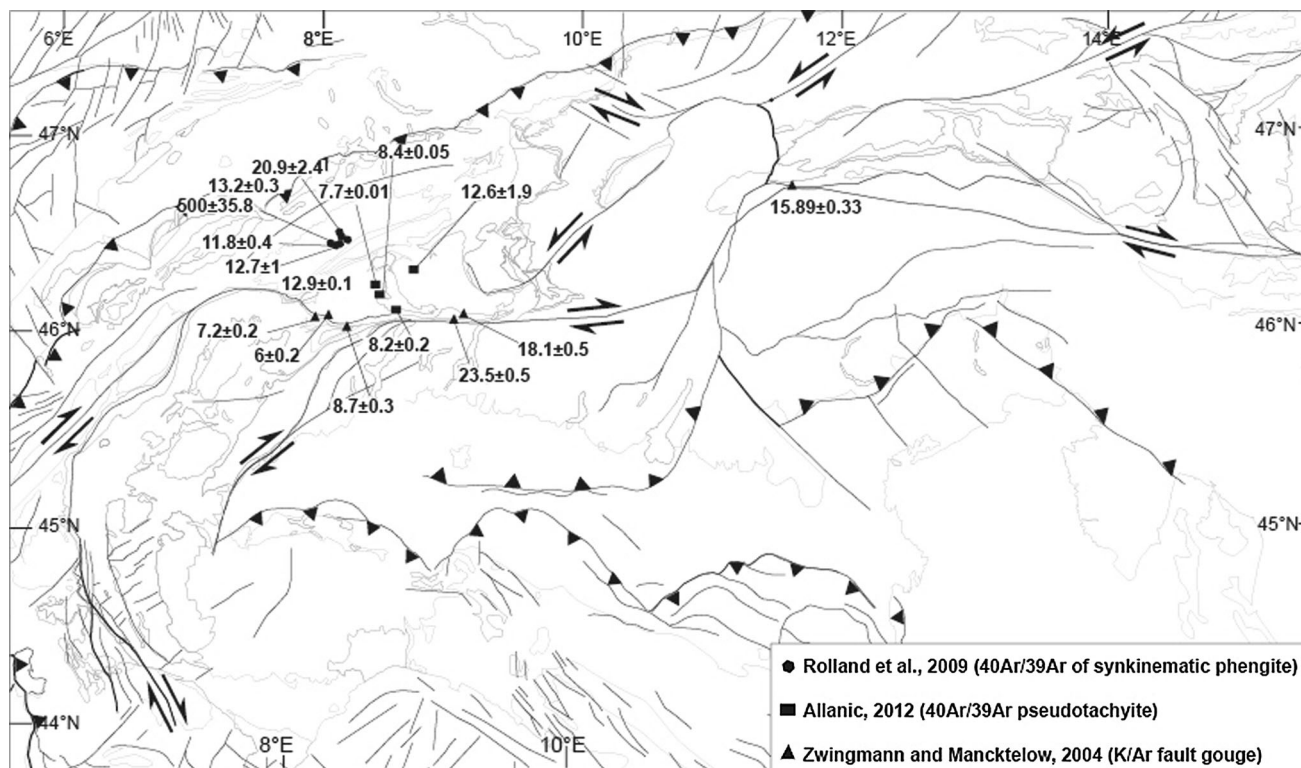 6°E
8°E
10°E
12°E
14°E
47°N
47°N
8.4±0.05
20.9±2.4
13.2±0.3
7.7±0.01
12.6±1.9
500±35.8
15.89±0.33
11.8±0.4
12.7±1
12.9±0.1
46°N
46°N
7.2±0.2
6±0.2
8.2±0.2
18.1±0.5
23.5±0.5
8.7±0.3
45°N
45°N
Rolland et al., 2009 (40Ar/39Ar of synkinematic phengite)
Allanic, 2012 (40Ar/39Ar pseudotachyite)
44°N
8°E
10°E
Zwingmann and Mancktelow, 2004 (K/Ar fault gouge)